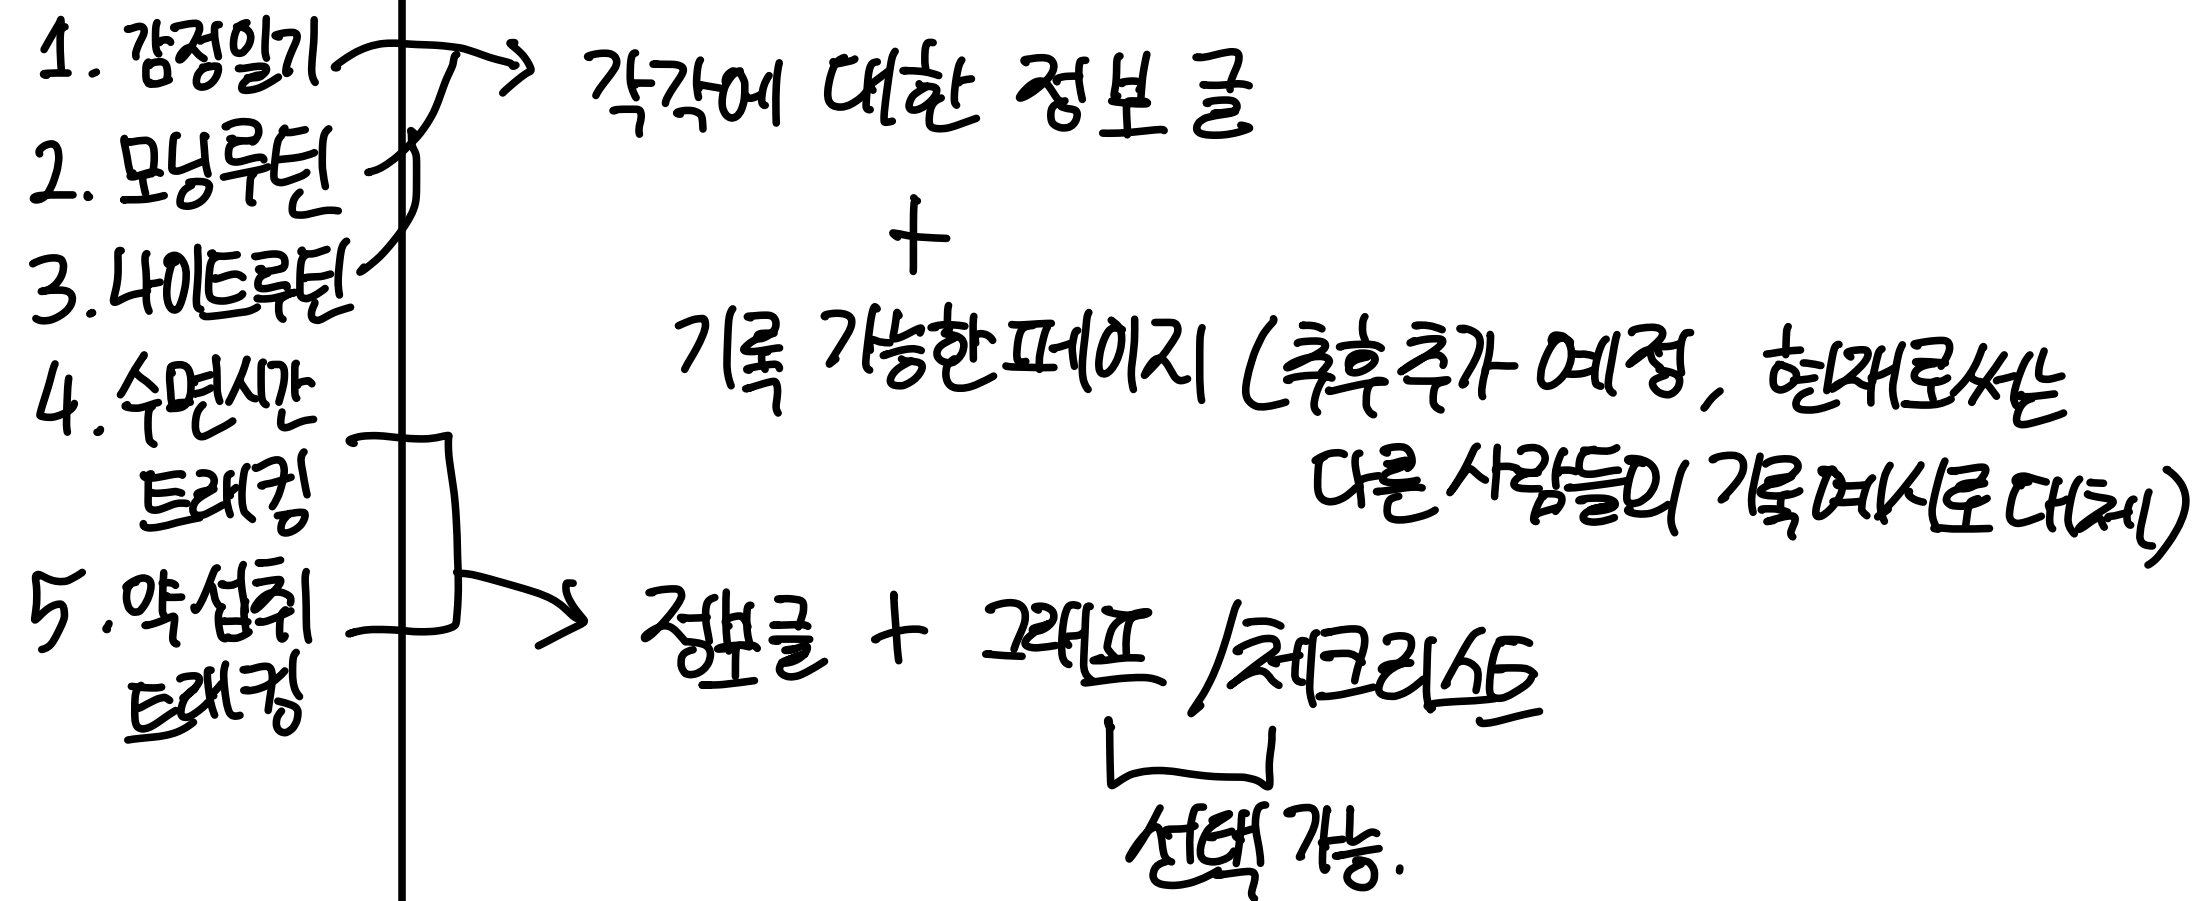 1. 감정일기
2. 모닝루틴
3. 나이트루틴
4. 수면시간
트래킹
5. 약 섭취
트래킹
각각에 대한 정보 글
+
기록 가능한 페이지 (추후 추가 예정, 현재로써는
다른 사람들의 기록 예시로 대체)
정보글 + 그래프 /체크리스트
선택 가능.